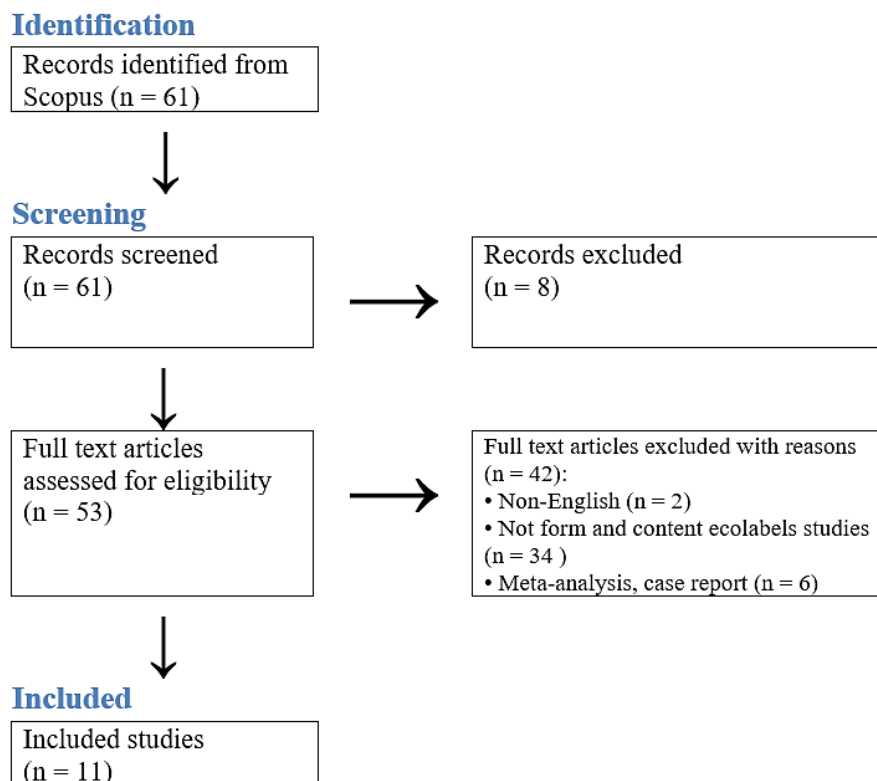 Identification
Records identified from
Scopus (n = 61)
Screening
Records screened
(n = 61)
Records excluded
(n = 8)
Full text articles
assessed for eligibility
(n = 53)
Full text articles excluded with reasons
(n = 42):
• Non-English (n = 2)
• Not form and content ecolabels studies
(n = 34 )
• Meta-analysis, case report (n = 6)
Included
Included studies
(n = 11)